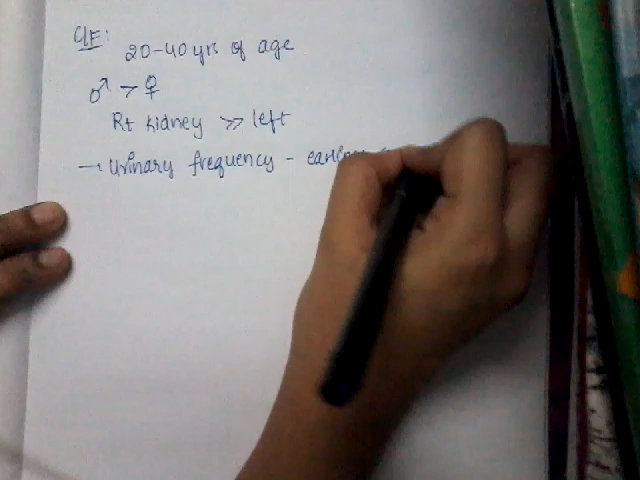 C/F:
20-40 yrs of age
♂ > ♀
Rt kidney >> left
→ Urinary frequency -